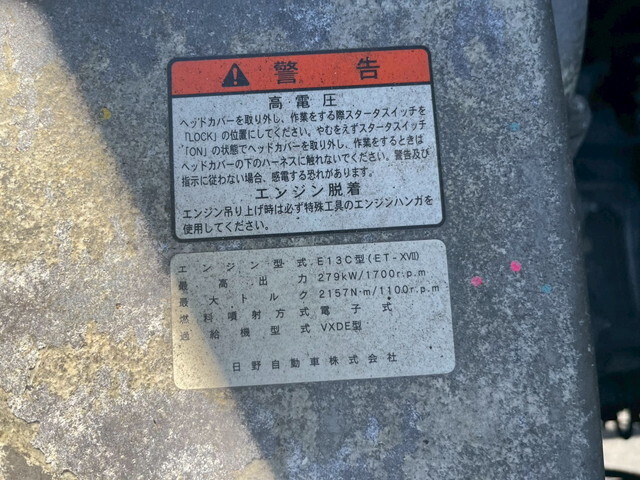 警告
高電圧
ヘッドカバーを取り外し、作業をする際スタータスイッチを
「LOCK」の位置にしてください。やむをえずスタータスイッチ
「ON」の状態でヘッドカバーを取り外し、作業をするときは
ヘッドカバーの下のハーネスに触れないでください。警告及び
指示に従わない場合、感電する恐れがあります。
エンジン脱着
エンジン吊り上げ時は必ず特殊工具のエンジンハンガを
使用してください。
エンジン型式 E13C型(ET-XVII)
最高出力 279kW/1700r.p.m
最大トルク 2157N·m/1100r.p.m
燃料噴射方式 電子式
過給機型式 VXDE型
日野自動車株式会社